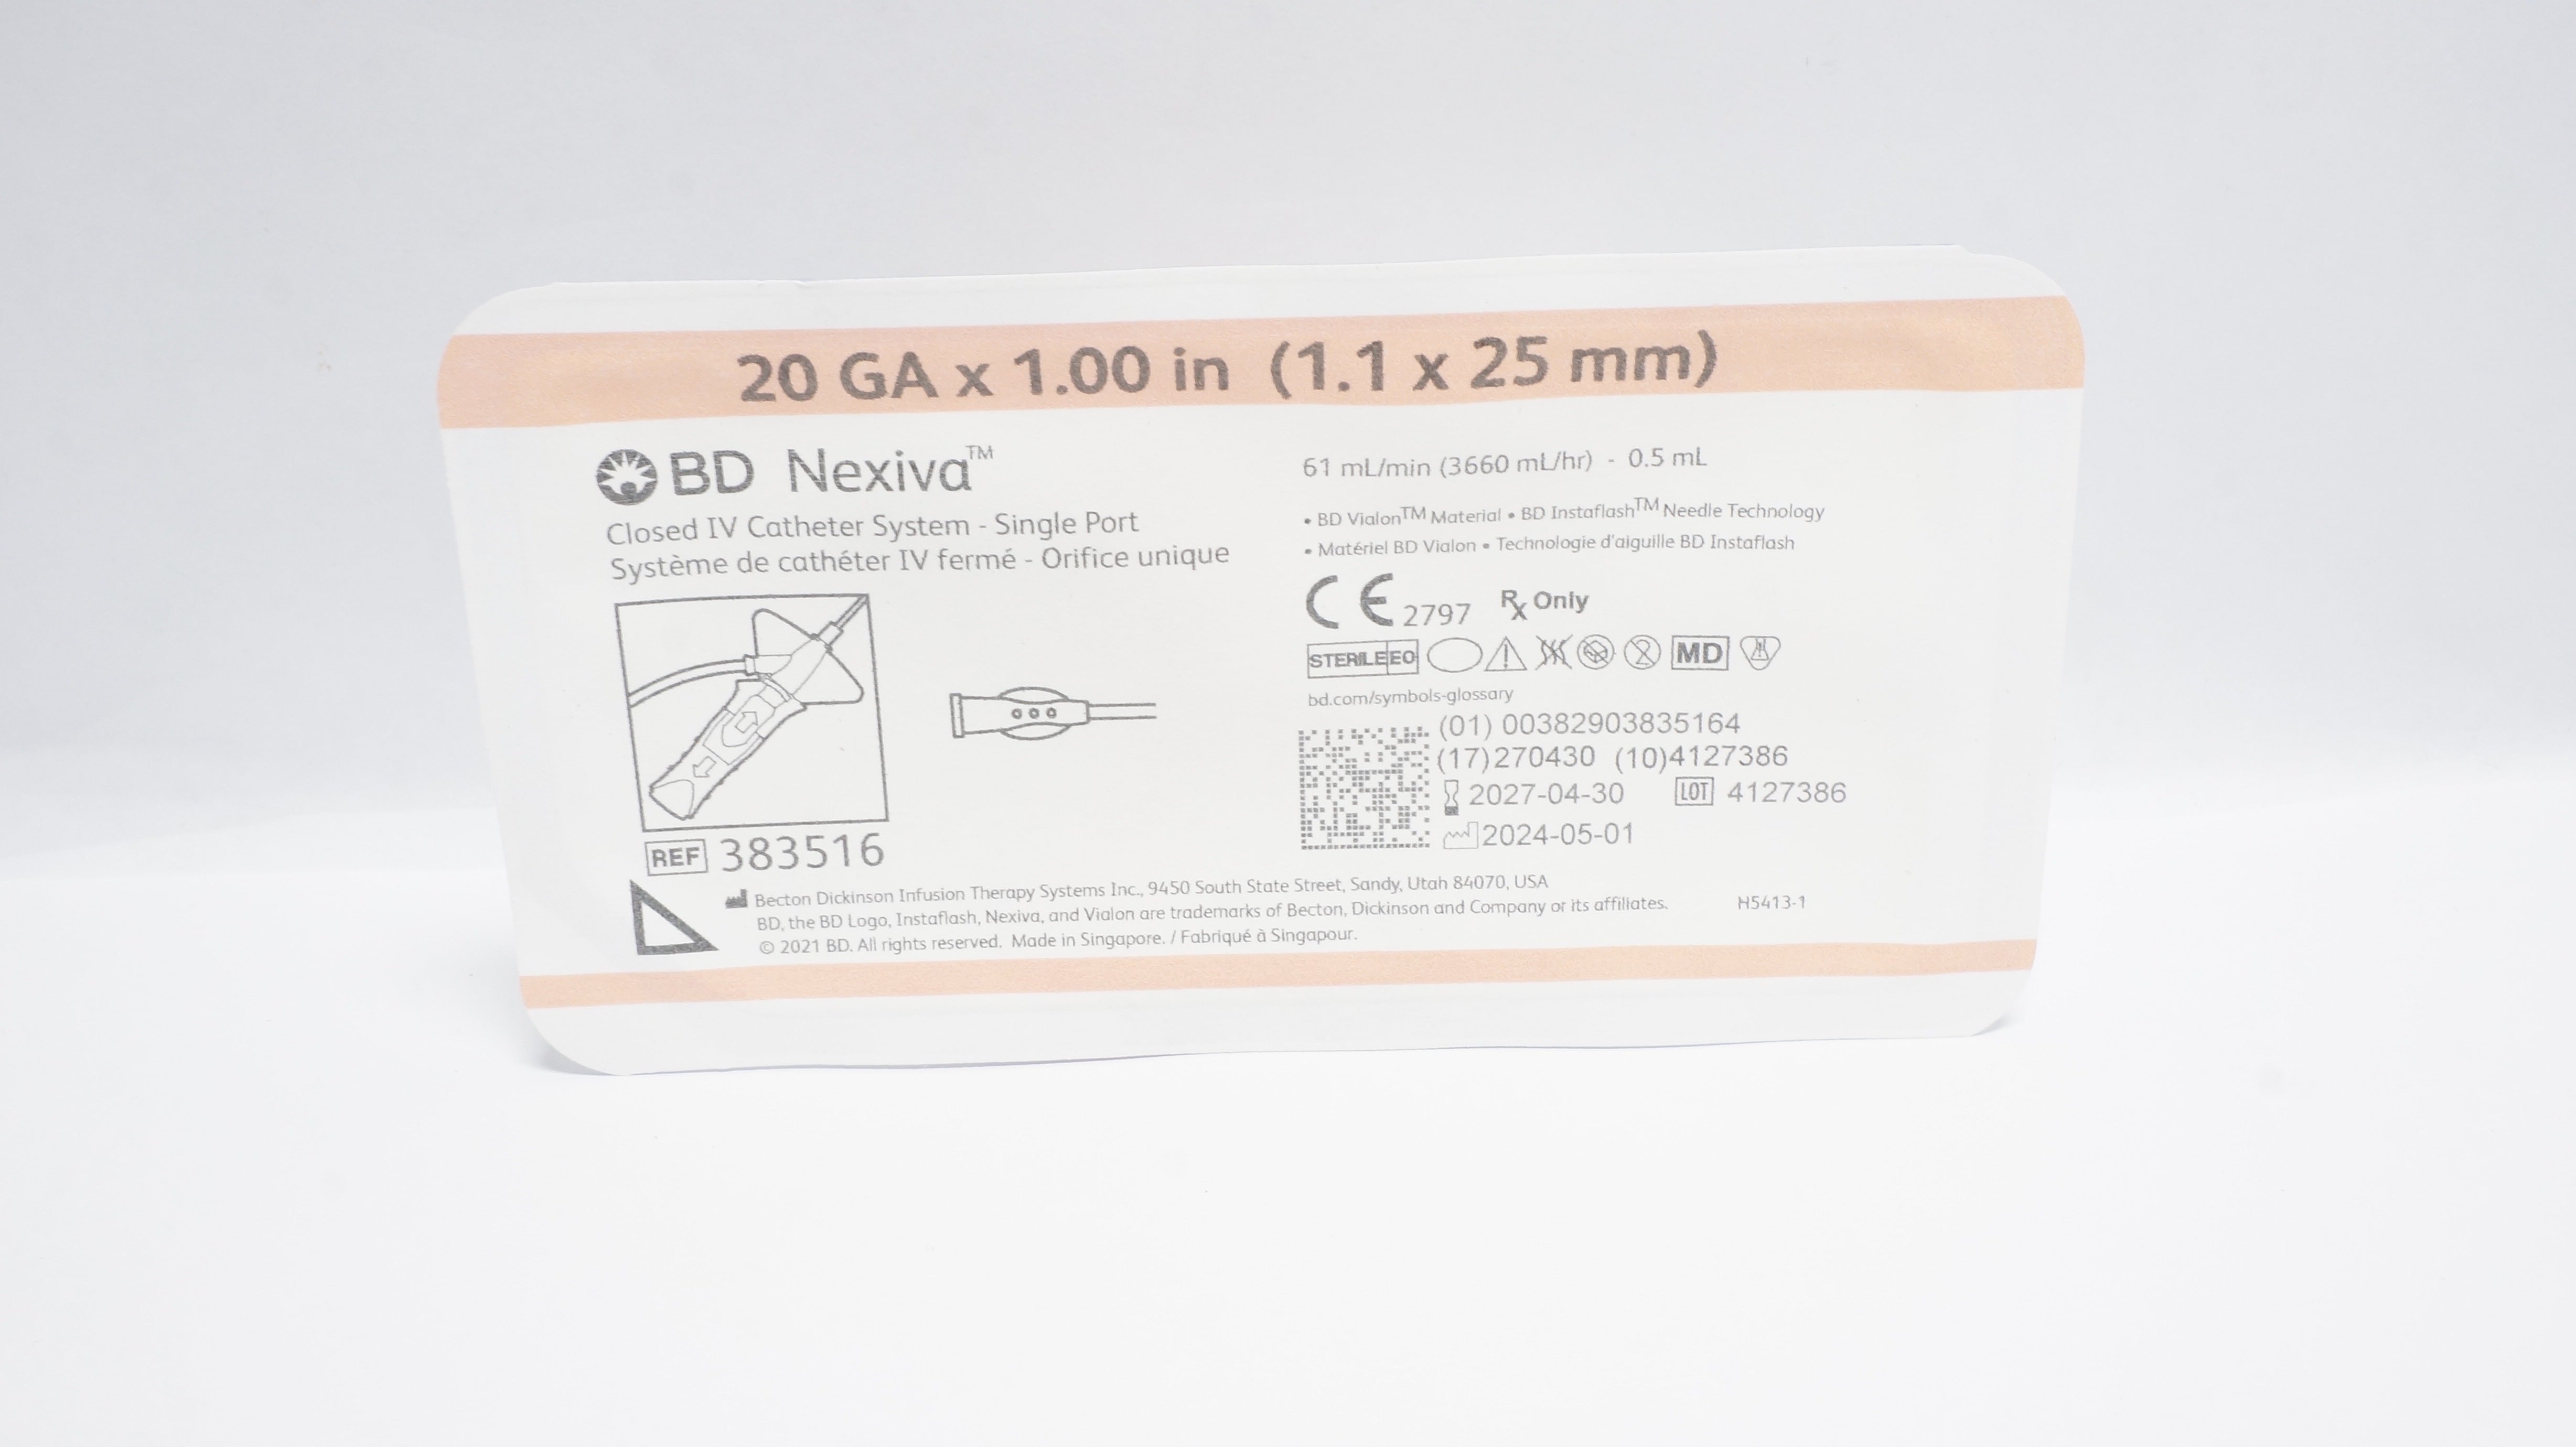 20 GA x 1.00 in (1.1 x 25 mm)
BD Nexiva™
Closed IV Catheter System - Single Port
Système de cathéter IV fermé - Orifice unique
REF 383516
61 mL/min (3660 mL/hr) - 0.5 mL
• BD Vialon™ Material • BD Instaflash™ Needle Technology
• Matériel BD Vialon • Technologie d'aiguille BD Instaflash
CE 2797 Rx Only
STERILE EO 2 MD
bd.com/symbols-glossary
(01) 00382903835164
(17)270430 (10)4127386
2027-04-30 LOT 4127386
2024-05-01
Becton Dickinson Infusion Therapy Systems Inc., 9450 South State Street, Sandy, Utah 84070, USA
BD, the BD Logo, Instaflash, Nexiva, and Vialon are trademarks of Becton, Dickinson and Company or its affiliates. H5413-1
© 2021 BD. All rights reserved. Made in Singapore. / Fabriqué à Singapour.